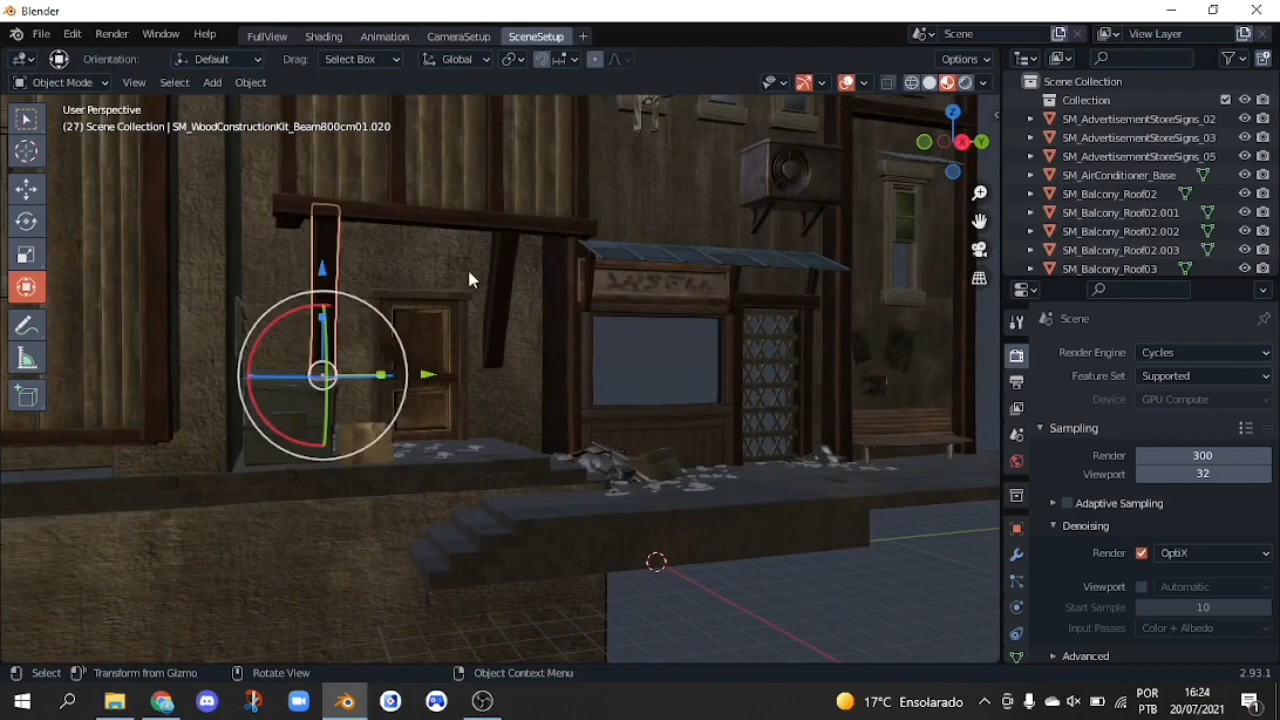 Blender
File Edit Render Window Help FullView Shading Animation CameraSetup SceneSetup + Scene View Layer
Orientation: Default Drag: Select Box Global Options
Object Mode View Select Add Object
User Perspective
(27) Scene Collection | SM_WoodConstructionKit_Beam800cm01.020
X Y Z
Scene Collection
Collection
SM_AdvertisementStoreSigns_02
SM_AdvertisementStoreSigns_03
SM_AdvertisementStoreSigns_05
SM_AirConditioner_Base
SM_Balcony_Roof02
SM_Balcony_Roof02.001
SM_Balcony_Roof02.002
SM_Balcony_Roof02.003
SM_Balcony_Roof03
Scene
Render Engine Cycles
Feature Set Supported
Device GPU Compute
Sampling
Render 300
Viewport 32
Adaptive Sampling
Denoising
Render OptiX
Viewport Automatic
Start Sample 10
Input Passes Color + Albedo
Advanced
Select Transform from Gizmo Rotate View Object Context Menu 2.93.1
17°C Ensolarado POR 16:24
PTB 20/07/2021 1